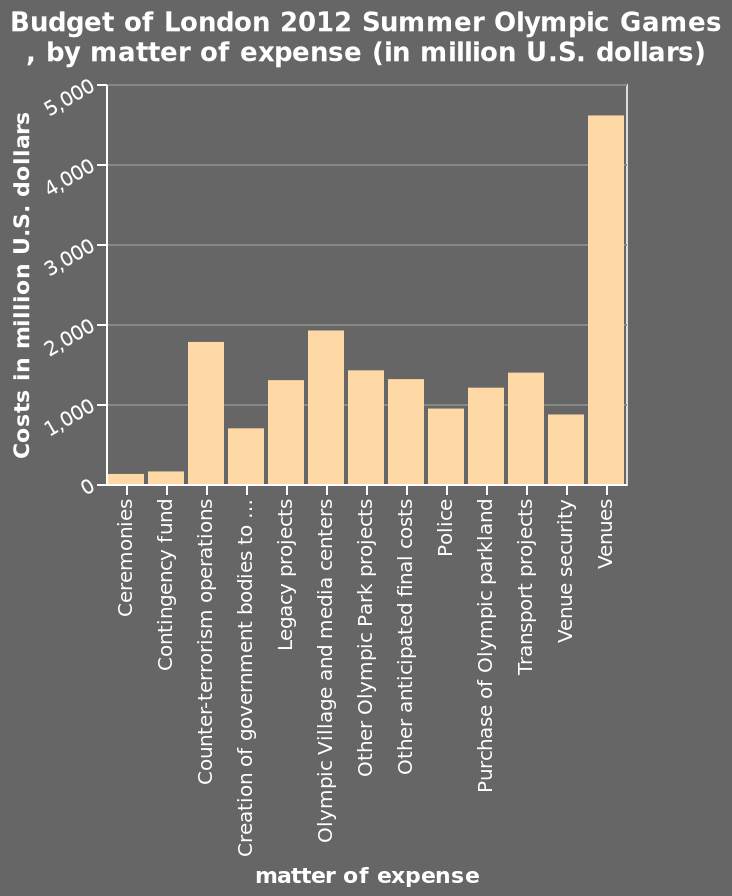 Budget of London 2012 Summer Olympic Games
, by matter of expense (in million U.S. dollars)
Costs in million U.S. dollars
5,000
4,000
3,000
2,000
1,000
0
Ceremonies
Contingency fund
Counter-terrorism operations
Creation of government bodies to ...
Legacy projects
Olympic Village and media centers
Other Olympic Park projects
Other anticipated final costs
Police
Purchase of Olympic parkland
Transport projects
Venue security
Venues
matter of expense